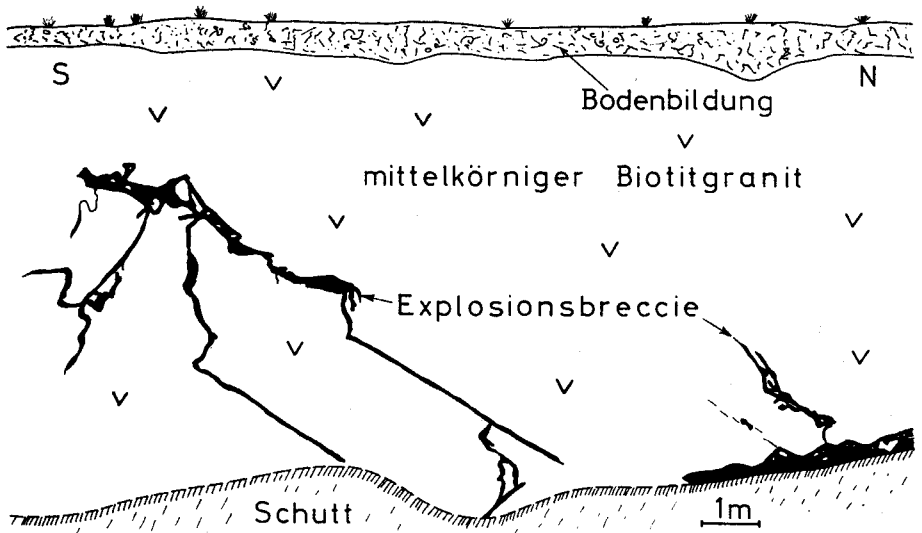 S
N
Bodenbildung
mittelkörniger Biotitgranit
Explosionsbreccie
Schutt
1m